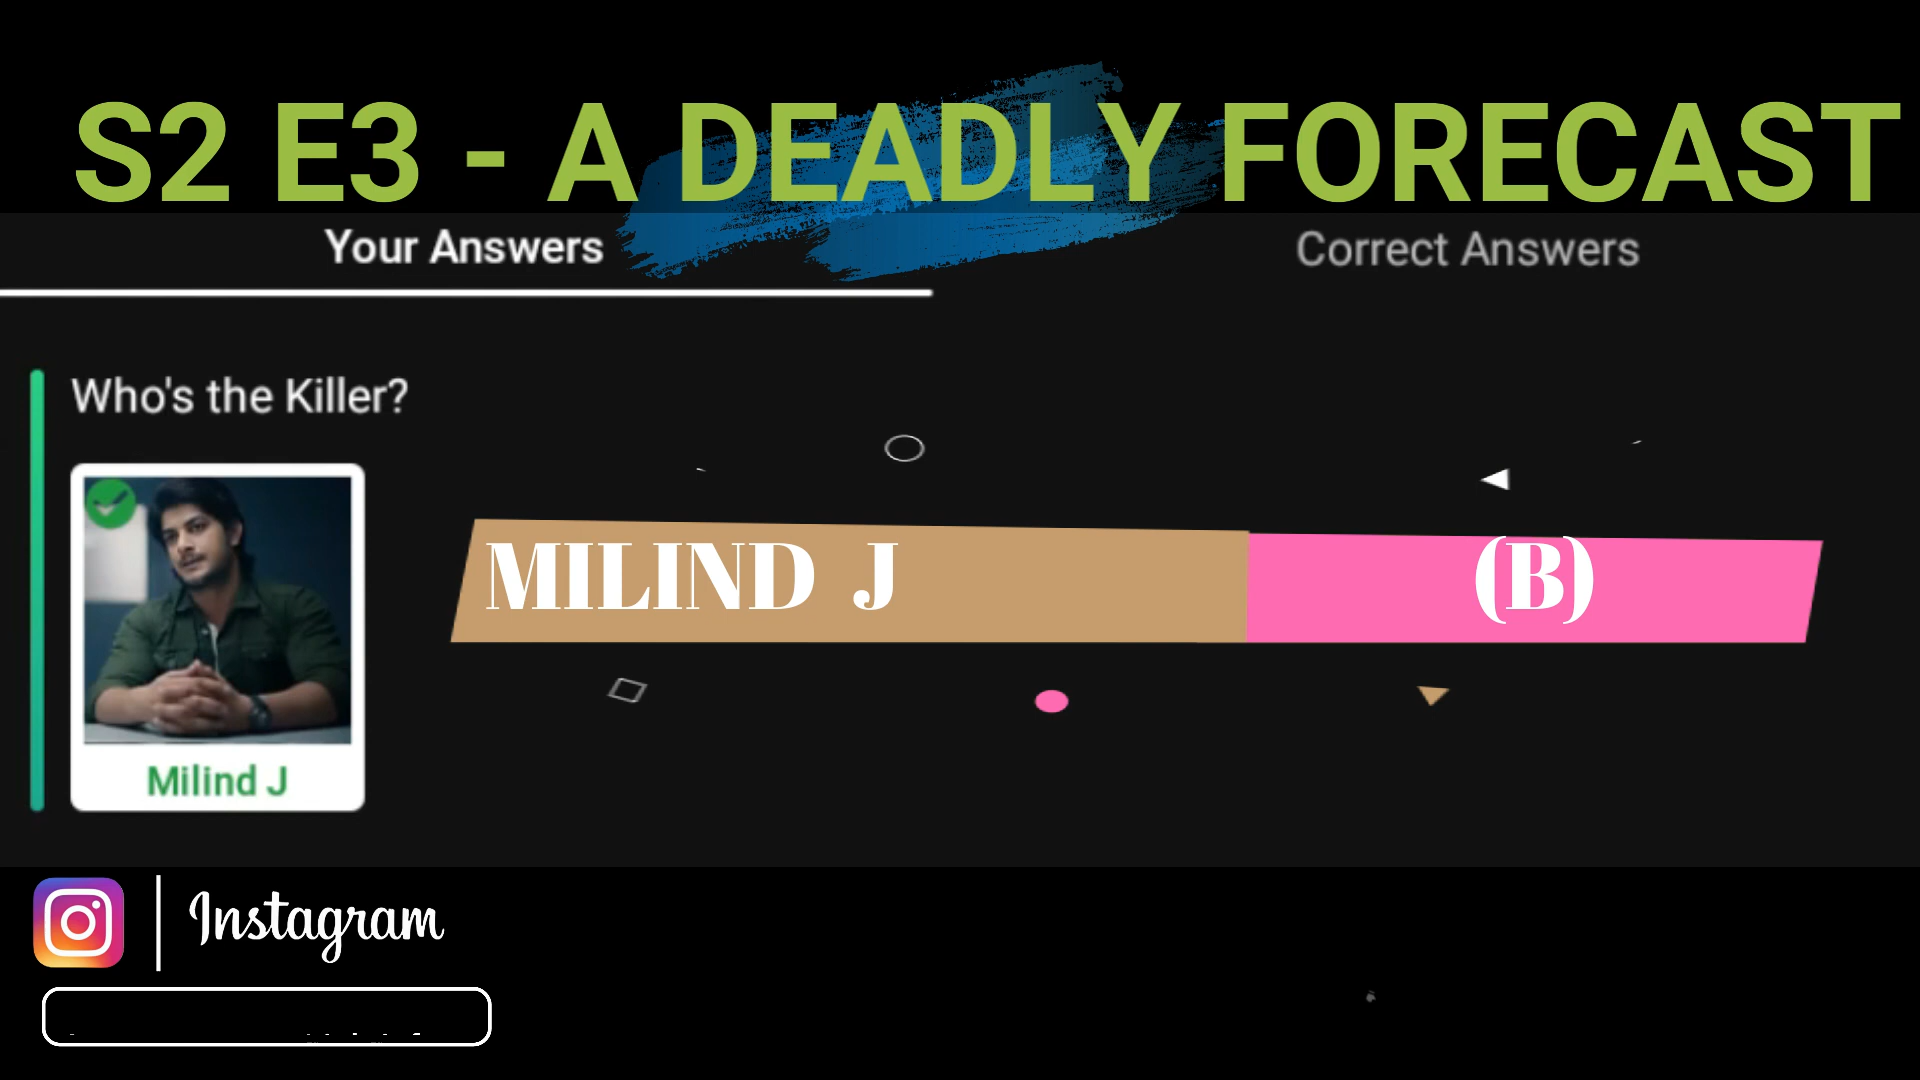 S2 E3 - A DEADLY FORECAST
Your Answers
Correct Answers
Who's the Killer?
MILIND J
(B)
Milind J
Instagram